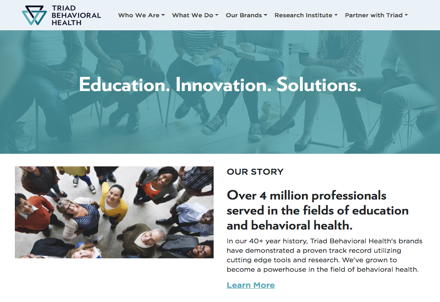 TRIAD
BEHAVIORAL
HEALTH
Who We Are
What We Do
Our Brands
Research Institute
Partner with Triad
Education. Innovation. Solutions.
OUR STORY
Over 4 million professionals
served in the fields of education
and behavioral health.
In our 40+ year history, Triad Behavioral Health's brands
have demonstrated a proven track record utilizing
cutting edge tools and research. We've grown to
become a powerhouse in the field of behavioral health.
Learn More